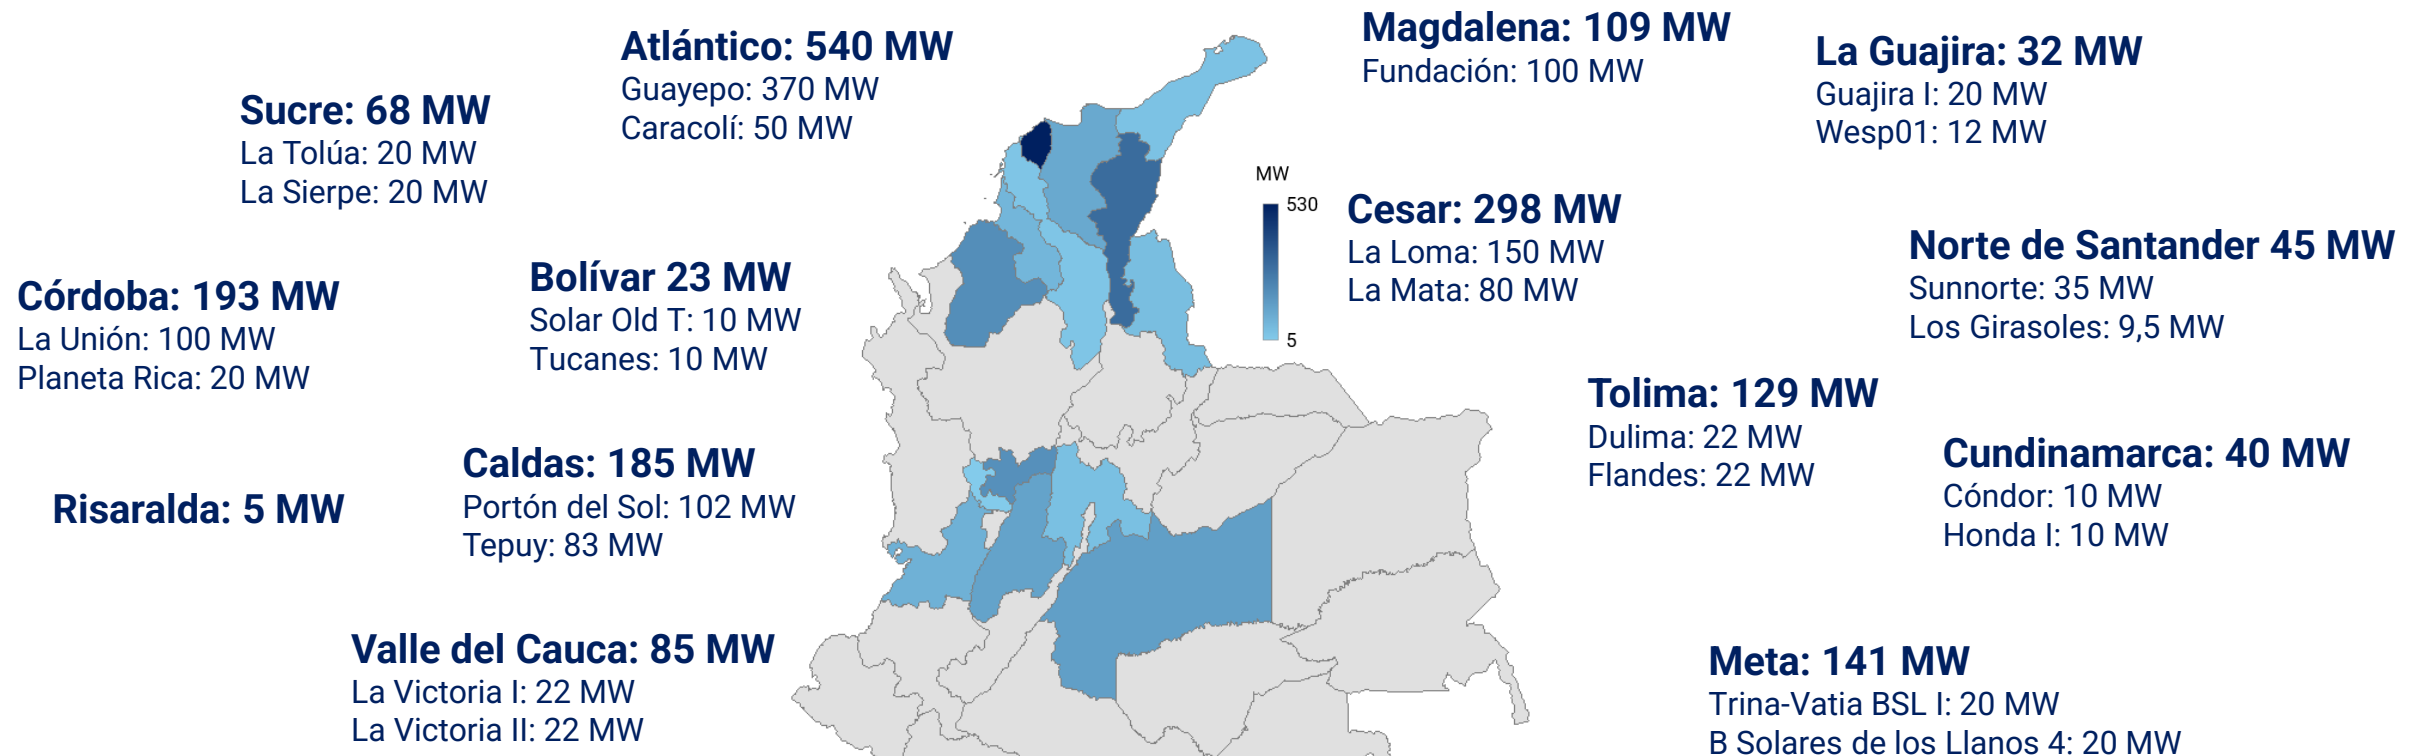 Atlántico: 540 MW
Guayepo: 370 MW
Caracolí: 50 MW
Magdalena: 109 MW
Fundación: 100 MW
La Guajira: 32 MW
Guajira I: 20 MW
Wesp01: 12 MW
Sucre: 68 MW
La Tolúa: 20 MW
La Sierpe: 20 MW
MW
530
5
Cesar: 298 MW
La Loma: 150 MW
La Mata: 80 MW
Norte de Santander 45 MW
Sunnorte: 35 MW
Los Girasoles: 9,5 MW
Córdoba: 193 MW
La Unión: 100 MW
Planeta Rica: 20 MW
Bolívar 23 MW
Solar Old T: 10 MW
Tucanes: 10 MW
Tolima: 129 MW
Dulima: 22 MW
Flandes: 22 MW
Cundinamarca: 40 MW
Cóndor: 10 MW
Honda I: 10 MW
Caldas: 185 MW
Portón del Sol: 102 MW
Tepuy: 83 MW
Risaralda: 5 MW
Valle del Cauca: 85 MW
La Victoria I: 22 MW
La Victoria II: 22 MW
Meta: 141 MW
Trina-Vatia BSL I: 20 MW
B Solares de los Llanos 4: 20 MW